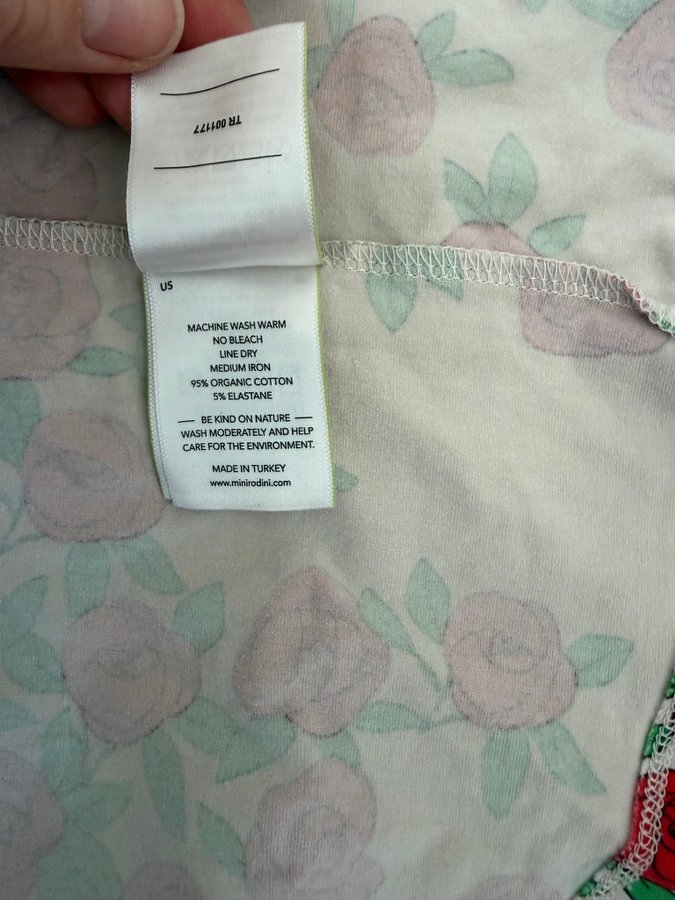 TR 001177
US
MACHINE WASH WARM
NO BLEACH
LINE DRY
MEDIUM IRON
95% ORGANIC COTTON
5% ELASTANE
BE KIND ON NATURE
WASH MODERATELY AND HELP
CARE FOR THE ENVIRONMENT.
MADE IN TURKEY
www.minirodini.com